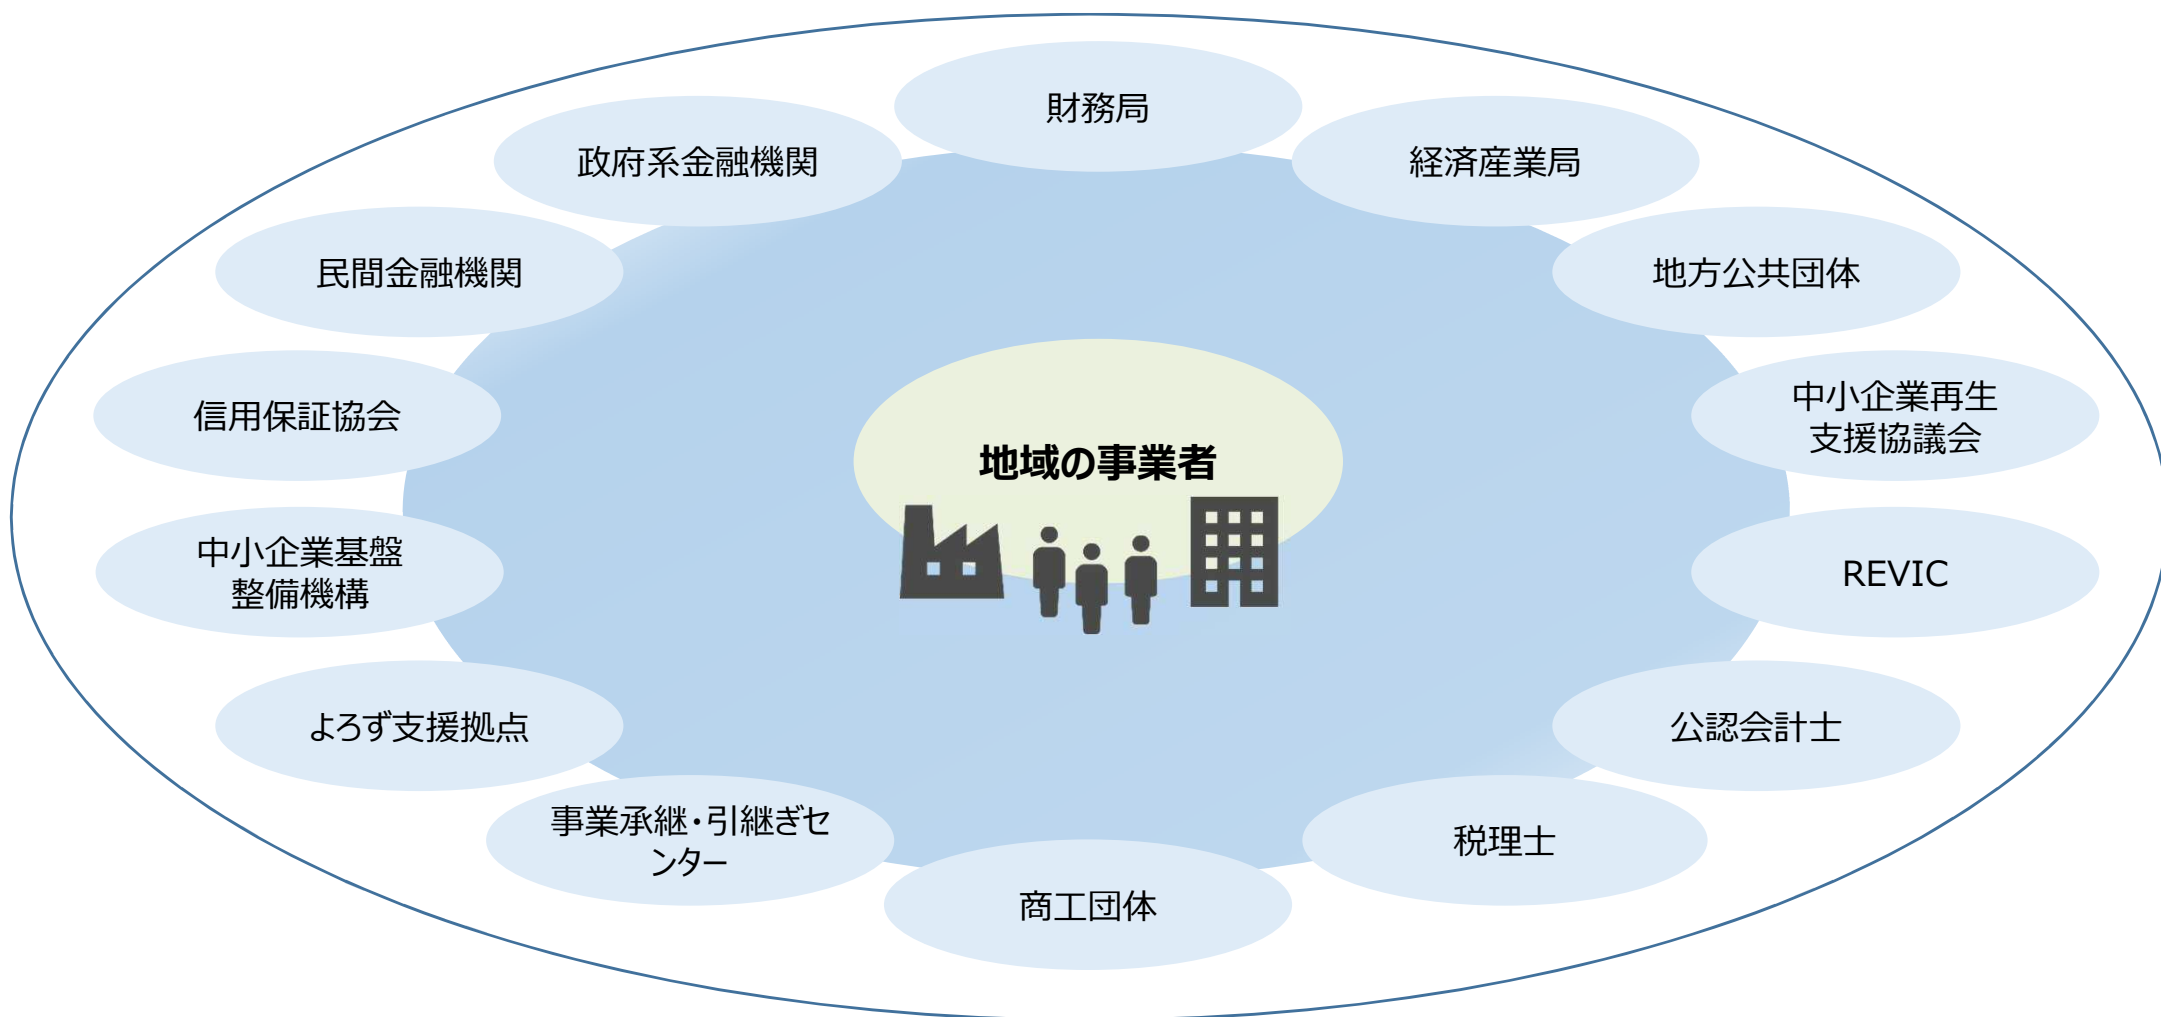 財務局
政府系金融機関
経済産業局
民間金融機関
地方公共団体
信用保証協会
中小企業再生
支援協議会
地域の事業者
中小企業基盤
整備機構
REVIC
よろず支援拠点
公認会計士
事業承継・引継ぎセ
ンター
税理士
商工団体